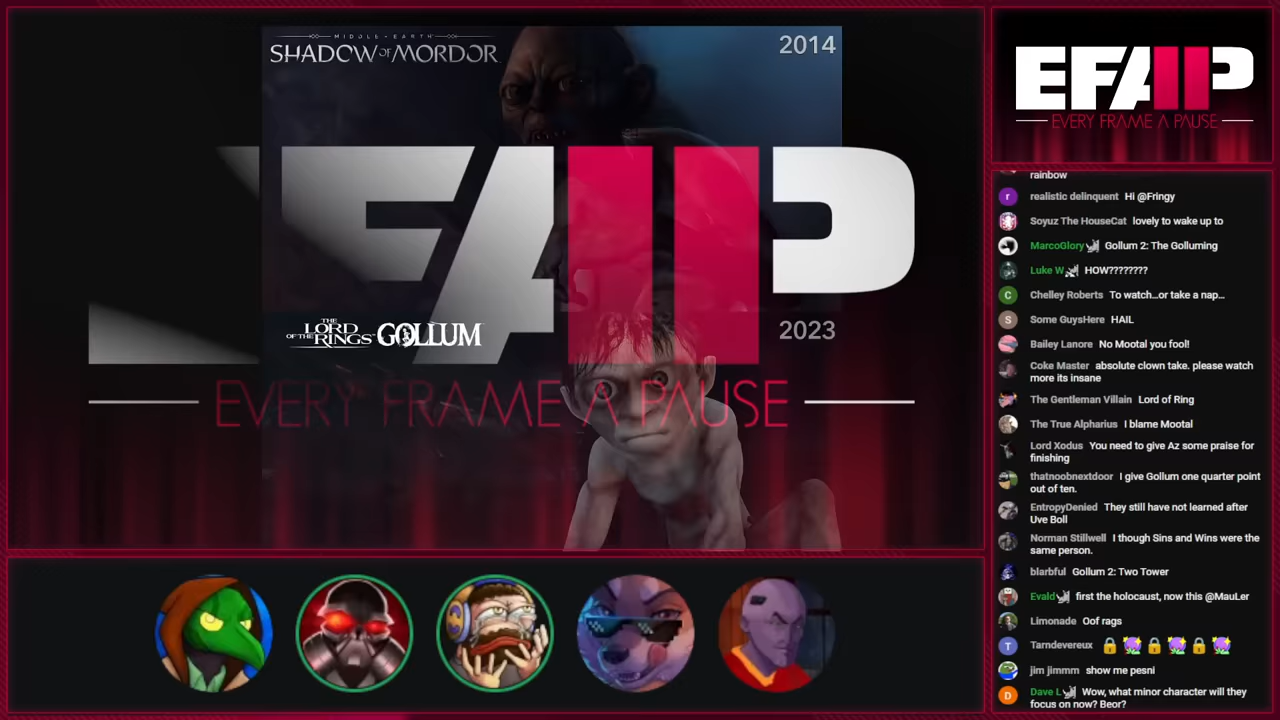 MIDDLE-EARTH
SHADOW OF MORDOR
2014
EFAP
THE
LORD
OF THE RINGS
GOLLUM
2023
EVERY FRAME A PAUSE
EFAP
EVERY FRAME A PAUSE
rainbow
realistic delinquent Hi @Fringy
Soyuz The HouseCat lovely to wake up to
MarcoGlory Gollum 2: The Golluming
Luke W HOW????????
Chelley Roberts To watch...or take a nap...
Some GuysHere HAIL
Bailey Lanore No Mootal you fool!
Coke Master absolute clown take. please watch
more its insane
The Gentleman Villain Lord of Ring
The True Alpharius I blame Mootal
Lord Xodus You need to give Az some praise for
finishing
thatnoobnextdoor I give Gollum one quarter point
out of ten.
EntropyDenied They still have not learned after
Uve Boll
Norman Stillwell I though Sins and Wins were the
same person.
blarbful Gollum 2: Two Tower
Evald first the holocaust, now this @MauLer
Limonade Oof rags
Tarndevereux
jim jimmm show me pesni
Dave L Wow, what minor character will they
focus on now? Beor?
r
C
S
T
D